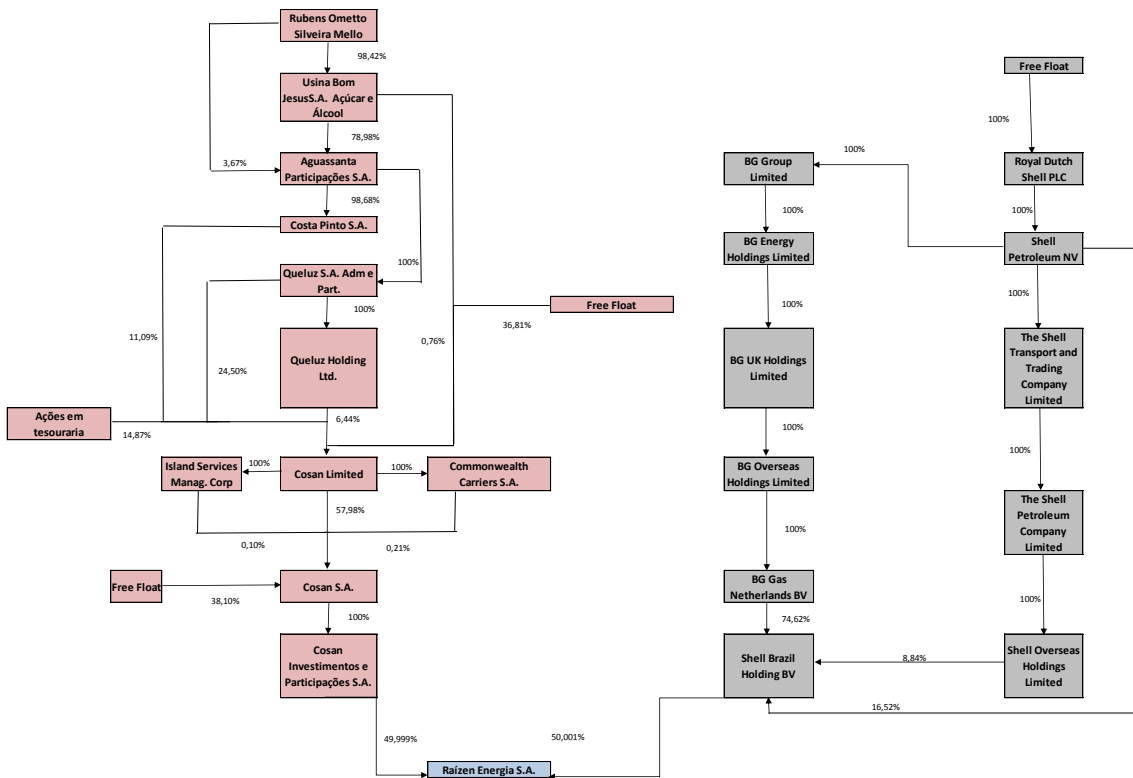 Rubens Ometto
Silveira Mello
98,42%
Usina Bom
JesusS.A. Açúcar e
Álcool
78,98%
3,67%
Aguassanta
Participações S.A.
98,68%
Costa Pinto S.A.
100%
Queluz S.A. Adm e
Part.
100%
Free Float
36,81%
11,09%
0,76%
24,50%
Queluz Holding
Ltd.
Ações em
tesouraria
14,87%
6,44%
Island Services
Manag. Corp
100%
Cosan Limited
100%
Commonwealth
Carriers S.A.
57,98%
0,10%
0,21%
Free Float
38,10%
Cosan S.A.
100%
Cosan
Investimentos e
Participações S.A.
49,999%
50,001%
Raízen Energia S.A.
Free Float
100%
Royal Dutch
Shell PLC
100%
Shell
Petroleum NV
100%
BG Group
Limited
100%
BG Energy
Holdings Limited
100%
BG UK Holdings
Limited
100%
BG Overseas
Holdings Limited
100%
BG Gas
Netherlands BV
74,62%
Shell Brazil
Holding BV
100%
The Shell
Transport and
Trading
Company
Limited
100%
The Shell
Petroleum
Company
Limited
100%
Shell Overseas
Holdings
Limited
8,84%
16,52%